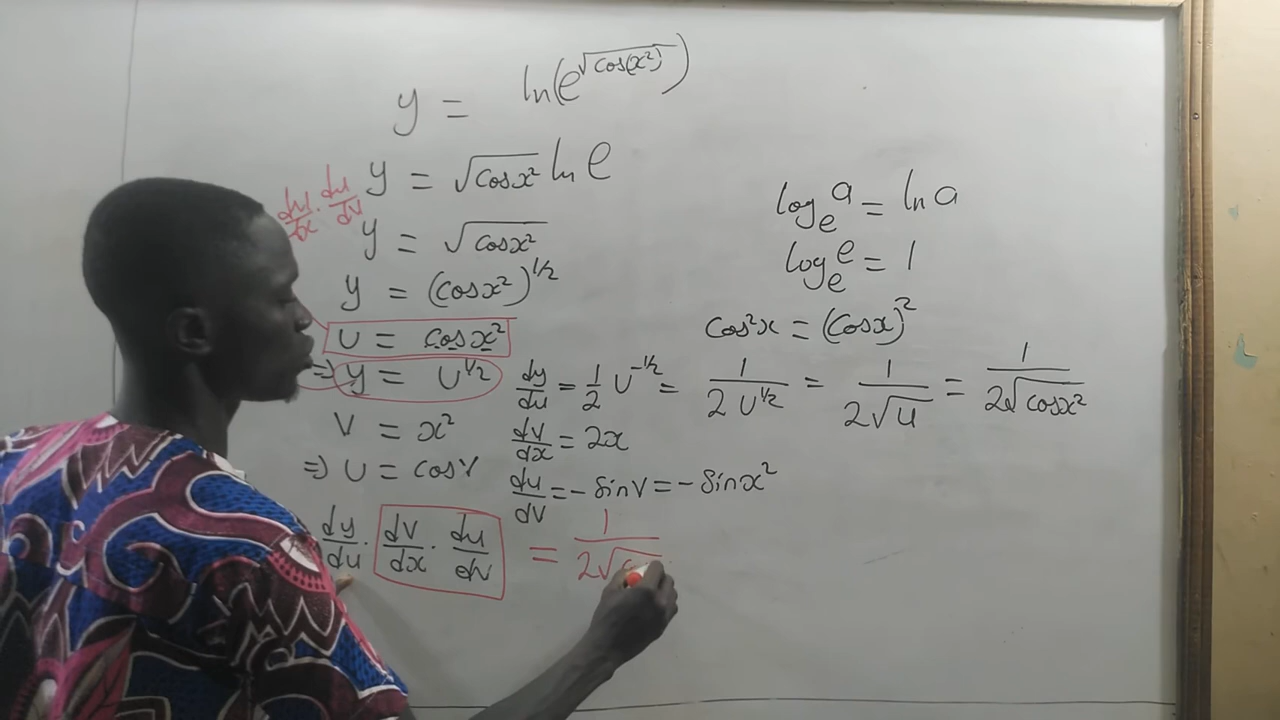 y = ln(e^√cos(x²))
y = √cosx² ln e
du/dx · du/dv
y = √cosx²
y = (cosx²)^1/2
u = cosx²
⇒ y = u^1/2
v = x²
⇒ u = cosv
dy/du · dv/dx · du/dv = 1/2√c
dy/du = 1/2 u^-1/2 = 1/2u^1/2 = 1/2√u = 1/2√cosx²
dv/dx = 2x
du/dv = -sinv = -sinx²
logₑa = ln a
logₑe = 1
cos²x = (cosx)²